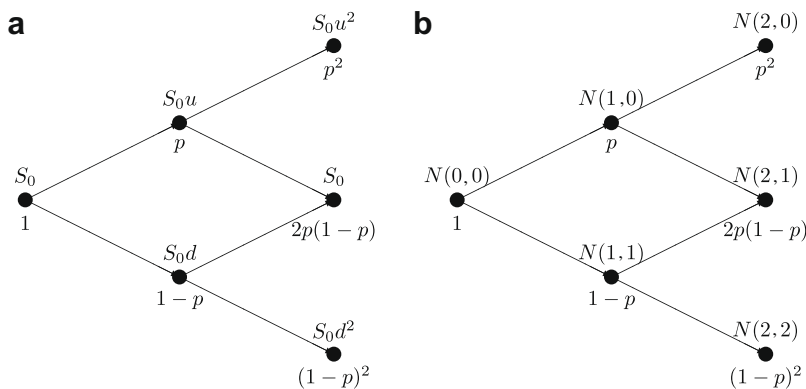 a
b
$S_0u^2$
$p^2$
$S_0u$
$p$
$S_0$
$1$
$S_0$
$2p(1-p)$
$S_0d$
$1-p$
$S_0d^2$
$(1-p)^2$
$N(2,0)$
$p^2$
$N(1,0)$
$p$
$N(0,0)$
$1$
$N(2,1)$
$2p(1-p)$
$N(1,1)$
$1-p$
$N(2,2)$
$(1-p)^2$